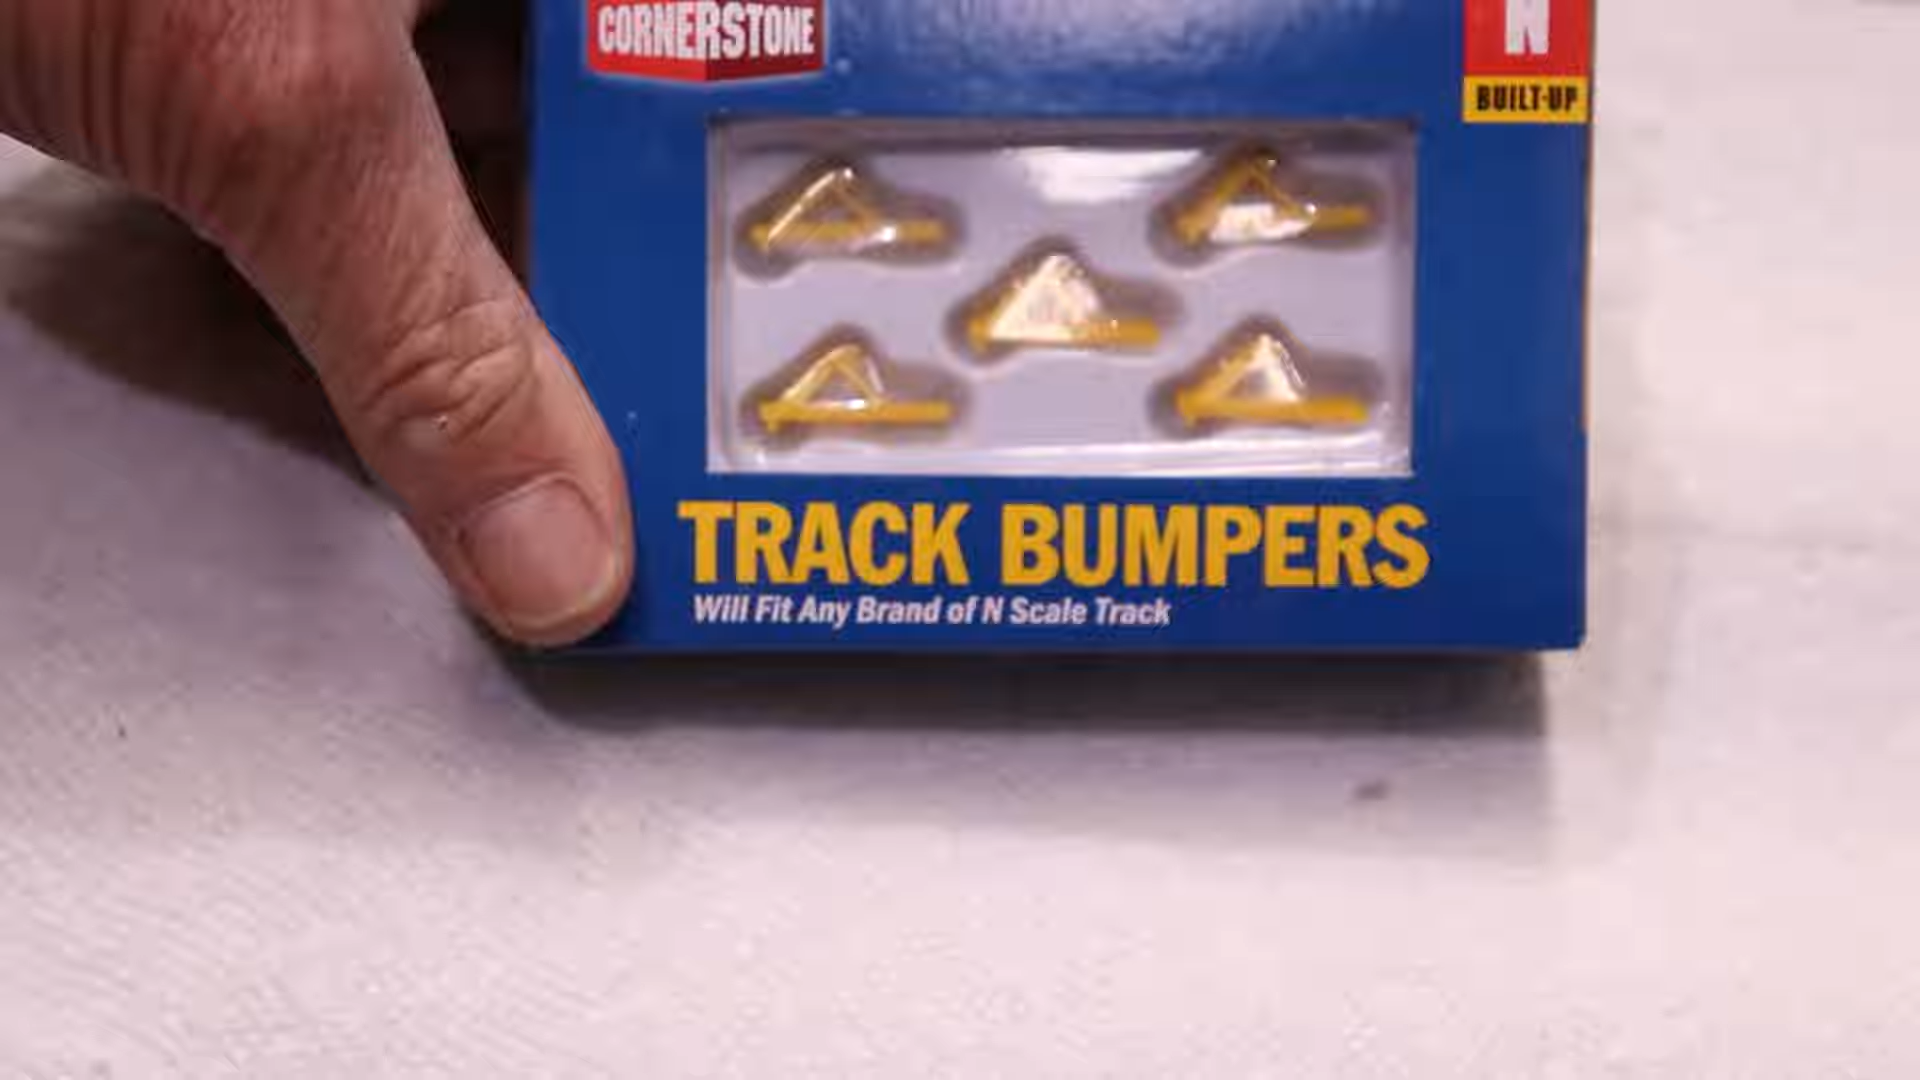 CORNERSTONE
N
BUILT-UP
TRACK BUMPERS
Will Fit Any Brand of N Scale Track